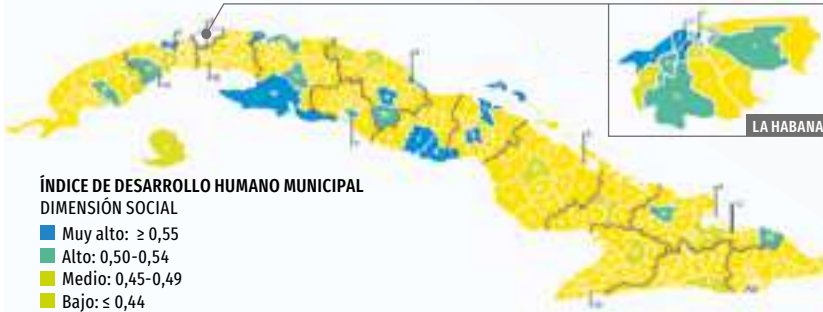 LA HABANA
ÍNDICE DE DESARROLLO HUMANO MUNICIPAL
DIMENSIÓN SOCIAL
Muy alto: ≥ 0,55
Alto: 0,50-0,54
Medio: 0,45-0,49
Bajo: ≤ 0,44